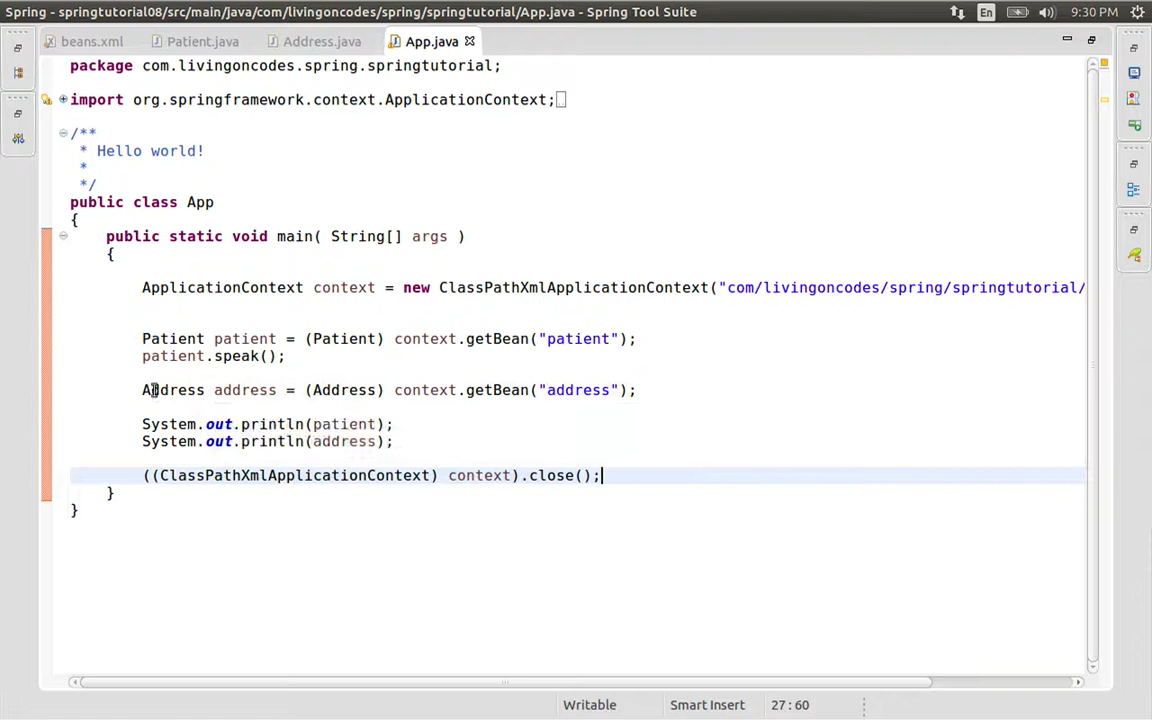 Spring - springtutorial08/src/main/java/com/livingoncodes/spring/springtutorial/App.java - Spring Tool Suite
En
9:30 PM
beans.xml
Patient.java
Address.java
App.java
package com.livingoncodes.spring.springtutorial;
import org.springframework.context.ApplicationContext;
/**
* Hello world!
*
*/
public class App
{
public static void main( String[] args )
{
ApplicationContext context = new ClassPathXmlApplicationContext("com/livingoncodes/spring/springtutorial/
Patient patient = (Patient) context.getBean("patient");
patient.speak();
Address address = (Address) context.getBean("address");
System.out.println(patient);
System.out.println(address);
((ClassPathXmlApplicationContext) context).close();
}
}
Writable
Smart Insert
27 : 60